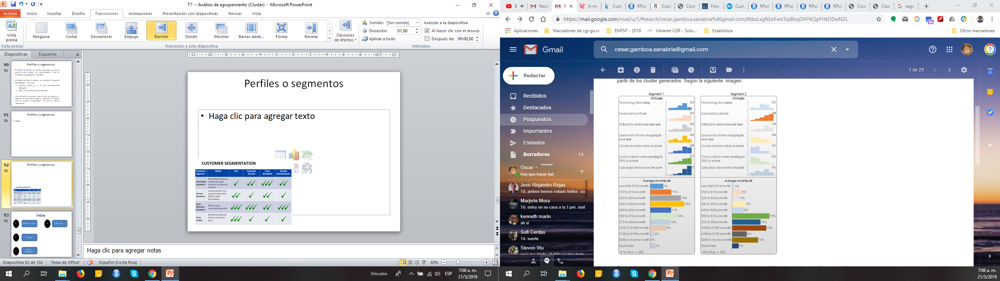 T7 -- Análisis de agrupamiento (Cluster) - Microsoft PowerPoint
Archivo
Inicio
Insertar
Diseño
Transiciones
Animaciones
Presentación con diapositivas
Revisar
Vista
Vista previa
Ninguna
Cortar
Desvanecer
Empuje
Barrido
Dividir
Mostrar
Barras aleat...
Forma
Revelar
Opciones de efectos
Sonido: [Sin sonido]
Duración: 01,00
Aplicar a todo
Avanzar a la diapositiva
Al hacer clic con el mouse
Después de: 00:00,00
Vista previa
Transición a esta diapositiva
Intervalos
Diapositivas
Esquema
90
Perfiles o segmentos
91
Perfiles o segmentos
• Para
92
Perfiles o segmentos
CUSTOMER SEGMENTATION
93
Índice
Perfiles o segmentos
• Haga clic para agregar texto
CUSTOMER SEGMENTATION
Customer Segment
Needs
Size
Expected Growth
Price Sensitivity
Overall Attractiveness
Innovative Solutions
Help differentiate my product through exclusive customised solution
Proven Solutions
Create specific end-product result with Off-the-shelf formulation
Cost-Effective Solutions
Reduce total manufacturing costs
Price Seeker
Reliable quality and delivery at lowest price
Haga clic para agregar notas
Diapositiva 92 de 102
"Tema de Office"
Español (Costa Rica)
60%
Vínculos
ESP
7:06 a. m.
21/5/2019
B
Recib
P
K-me
Custo
RPub
Custo
Clust
How
Custo
RPub
RPub
RPub
RPub
Clust
Clust
segm
https://mail.google.com/mail/u/1/#search/cesar.gamboa.sanabria%40gmail.com/KtbxLxgNLbFwkTspBbqDVFNQpFHkDDwNZL
1h
Aplicaciones
Marcadores de cgr.go.cr
ENPSP - 2018
Intranet CGR - Solic...
Estadistica
Otros marcadores
Gmail
cesar.gamboa.sanabria@gmail.com
Redactar
1 de 29
31
Recibidos
Destacados
Pospuestos
Importantes
Enviados
Borradores 13
Oscar
Hay que hacer tod
José Alejandro Rojas
Tú: ambos hemos estado lentos
Marjorie Mora
Tú: estoy en su casa a la 1 pm. Just
kenneth marin
ah si
Sofi Cerdas
Tú: suerte
Steven Wu
partir de los cluster generados. Según la siguiente imagen:
Segment 1
Attitudes
Technology fascinating 3.3
Surprised by bill size 3.5
Difficult to determine best deal 3.5
Spent a lot of time shopping for best deal 3.2
Closely monitors time on phone 3.8
Cost is a factor when deciding to SMS or phone 3.7
Calls kept short and to the point 4.2
Average monthly bill
Less that $10 a month 7%
$10 to $19 a month 11%
$20 to $29 a month 16%
$30 to $39 a month 18%
$40 to $49 a month 11%
$50 to $74 a month 14%
$75 to $99 a month 10%
$100 to $149 a month 8%
$150 to $199 a month 2%
$200 or more a month 0%
Dont know 2%
61% (Pop. = 306)
Segment 2
Attitudes
Technology fascinating 3.1
Surprised by bill size 3.8
Difficult to determine best deal 3.5
Spent a lot of time shopping for best deal 2.5
Closely monitors time on phone 2.1
Cost is a factor when deciding to SMS or phone 2.1
Calls kept short and to the point 3.1
Average monthly bill
Less that $10 a month 1%
$10 to $19 a month 5%
$20 to $29 a month 4%
$30 to $39 a month 7%
$40 to $49 a month 6%
$50 to $74 a month 19%
$75 to $99 a month 15%
$100 to $149 a month 18%
$150 to $199 a month 8%
$200 or more a month 14%
Dont know 3%
39% (Pop. = 192)
7:06 a. m.
21/5/2019